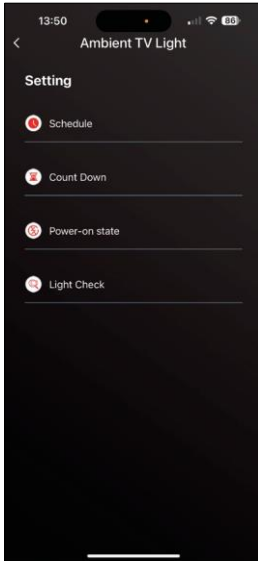 13:50
86
Ambient TV Light
Setting
Schedule
Count Down
Power-on state
Light Check